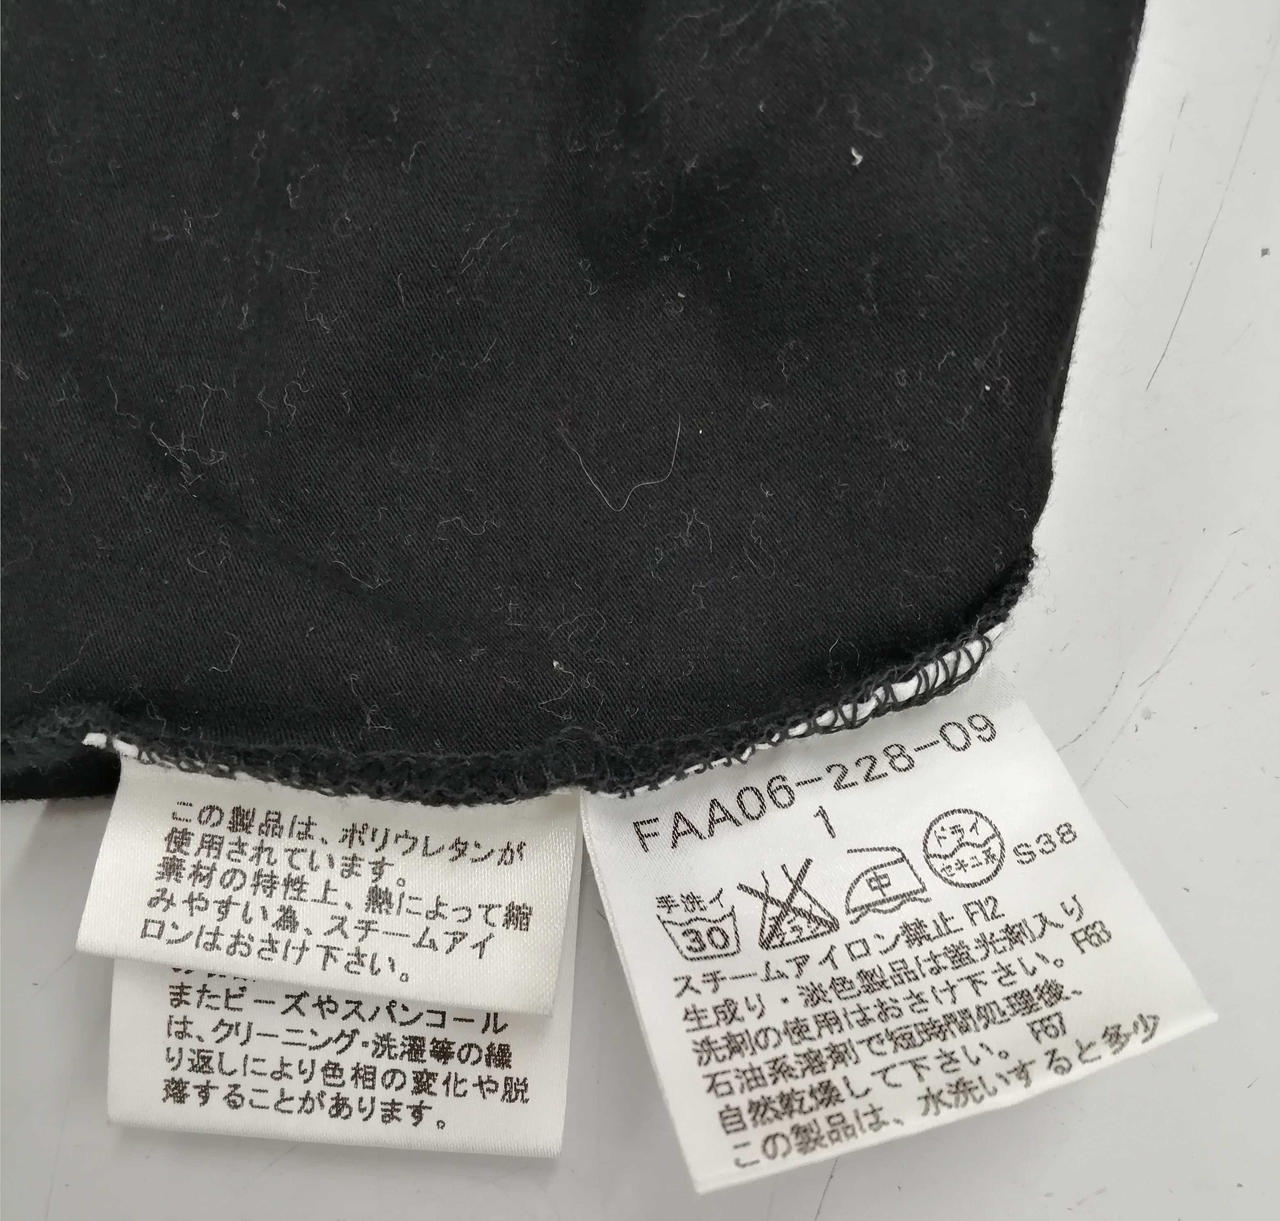 この製品は、ポリウレタンが
使用されています。
素材の特性上、熱によって縮
みやすい為、スチームアイ
ロンはおさけ下さい。
またビーズやスパンコール
は、クリーニング・洗濯等の繰
り返しにより色相の変化や脱
落することがあります。
FAA06-228-09
1
手洗イ
30
エンソ
サラシ
中
ドライ
セキユ系
S38
スチームアイロン禁止 F12
生成り・淡色製品は蛍光剤入り
洗剤の使用はおさけ下さい。 F63
石油系溶剤で短時間処理後、
自然乾燥して下さい。 F67
この製品は、水洗いすると多少